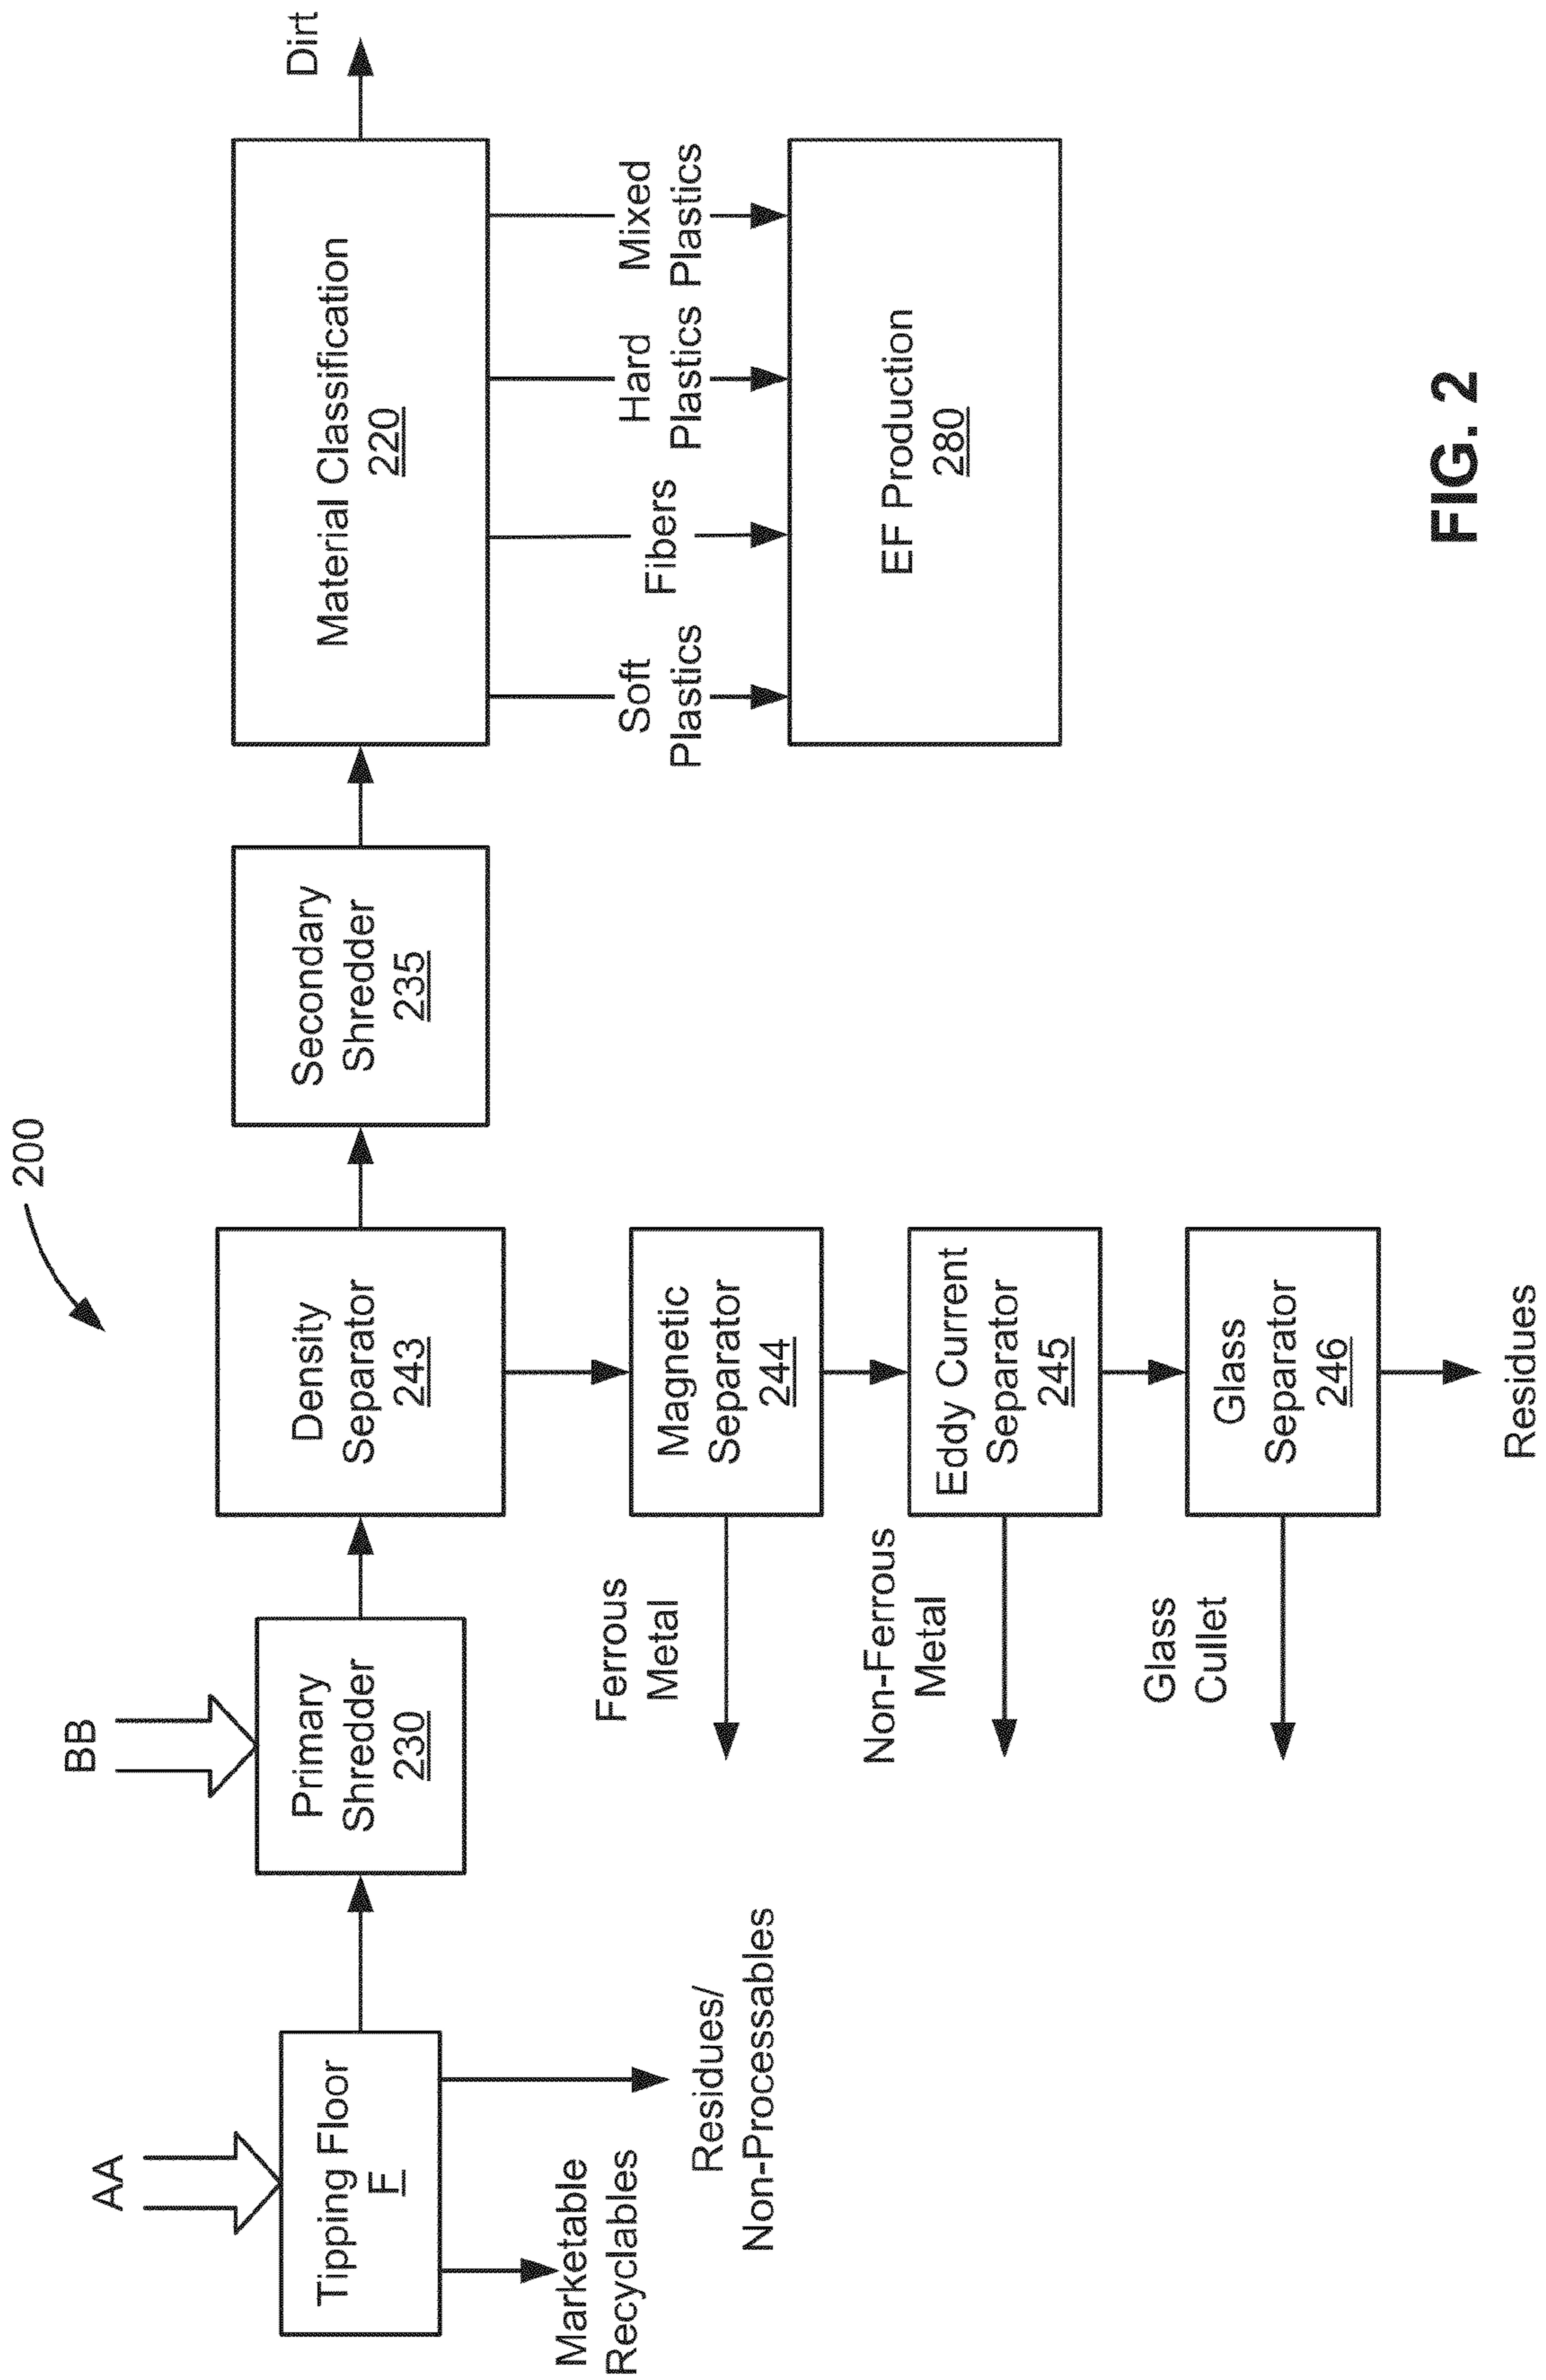 200
AA
BB
Tipping Floor
F
Primary
Shredder
230
Density
Separator
243
Secondary
Shredder
235
Material Classification
220
Dirt
Marketable
Recyclables
Residues/
Non-Processables
Ferrous
Metal
Magnetic
Separator
244
Non-Ferrous
Metal
Eddy Current
Separator
245
Glass
Cullet
Glass
Separator
246
Residues
Soft
Plastics
Fibers
Hard
Plastics
Mixed
Plastics
EF Production
280
FIG. 2